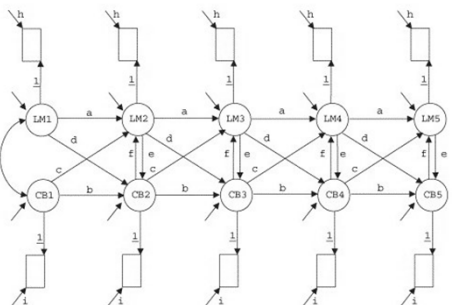 h h h h h
1 1 1 1 1
LM1 a LM2 a LM3 a LM4 a LM5
d d d d
f e f e f e f e
c c c c
CB1 b CB2 b CB3 b CB4 b CB5
1 1 1 1 1
i i i i i